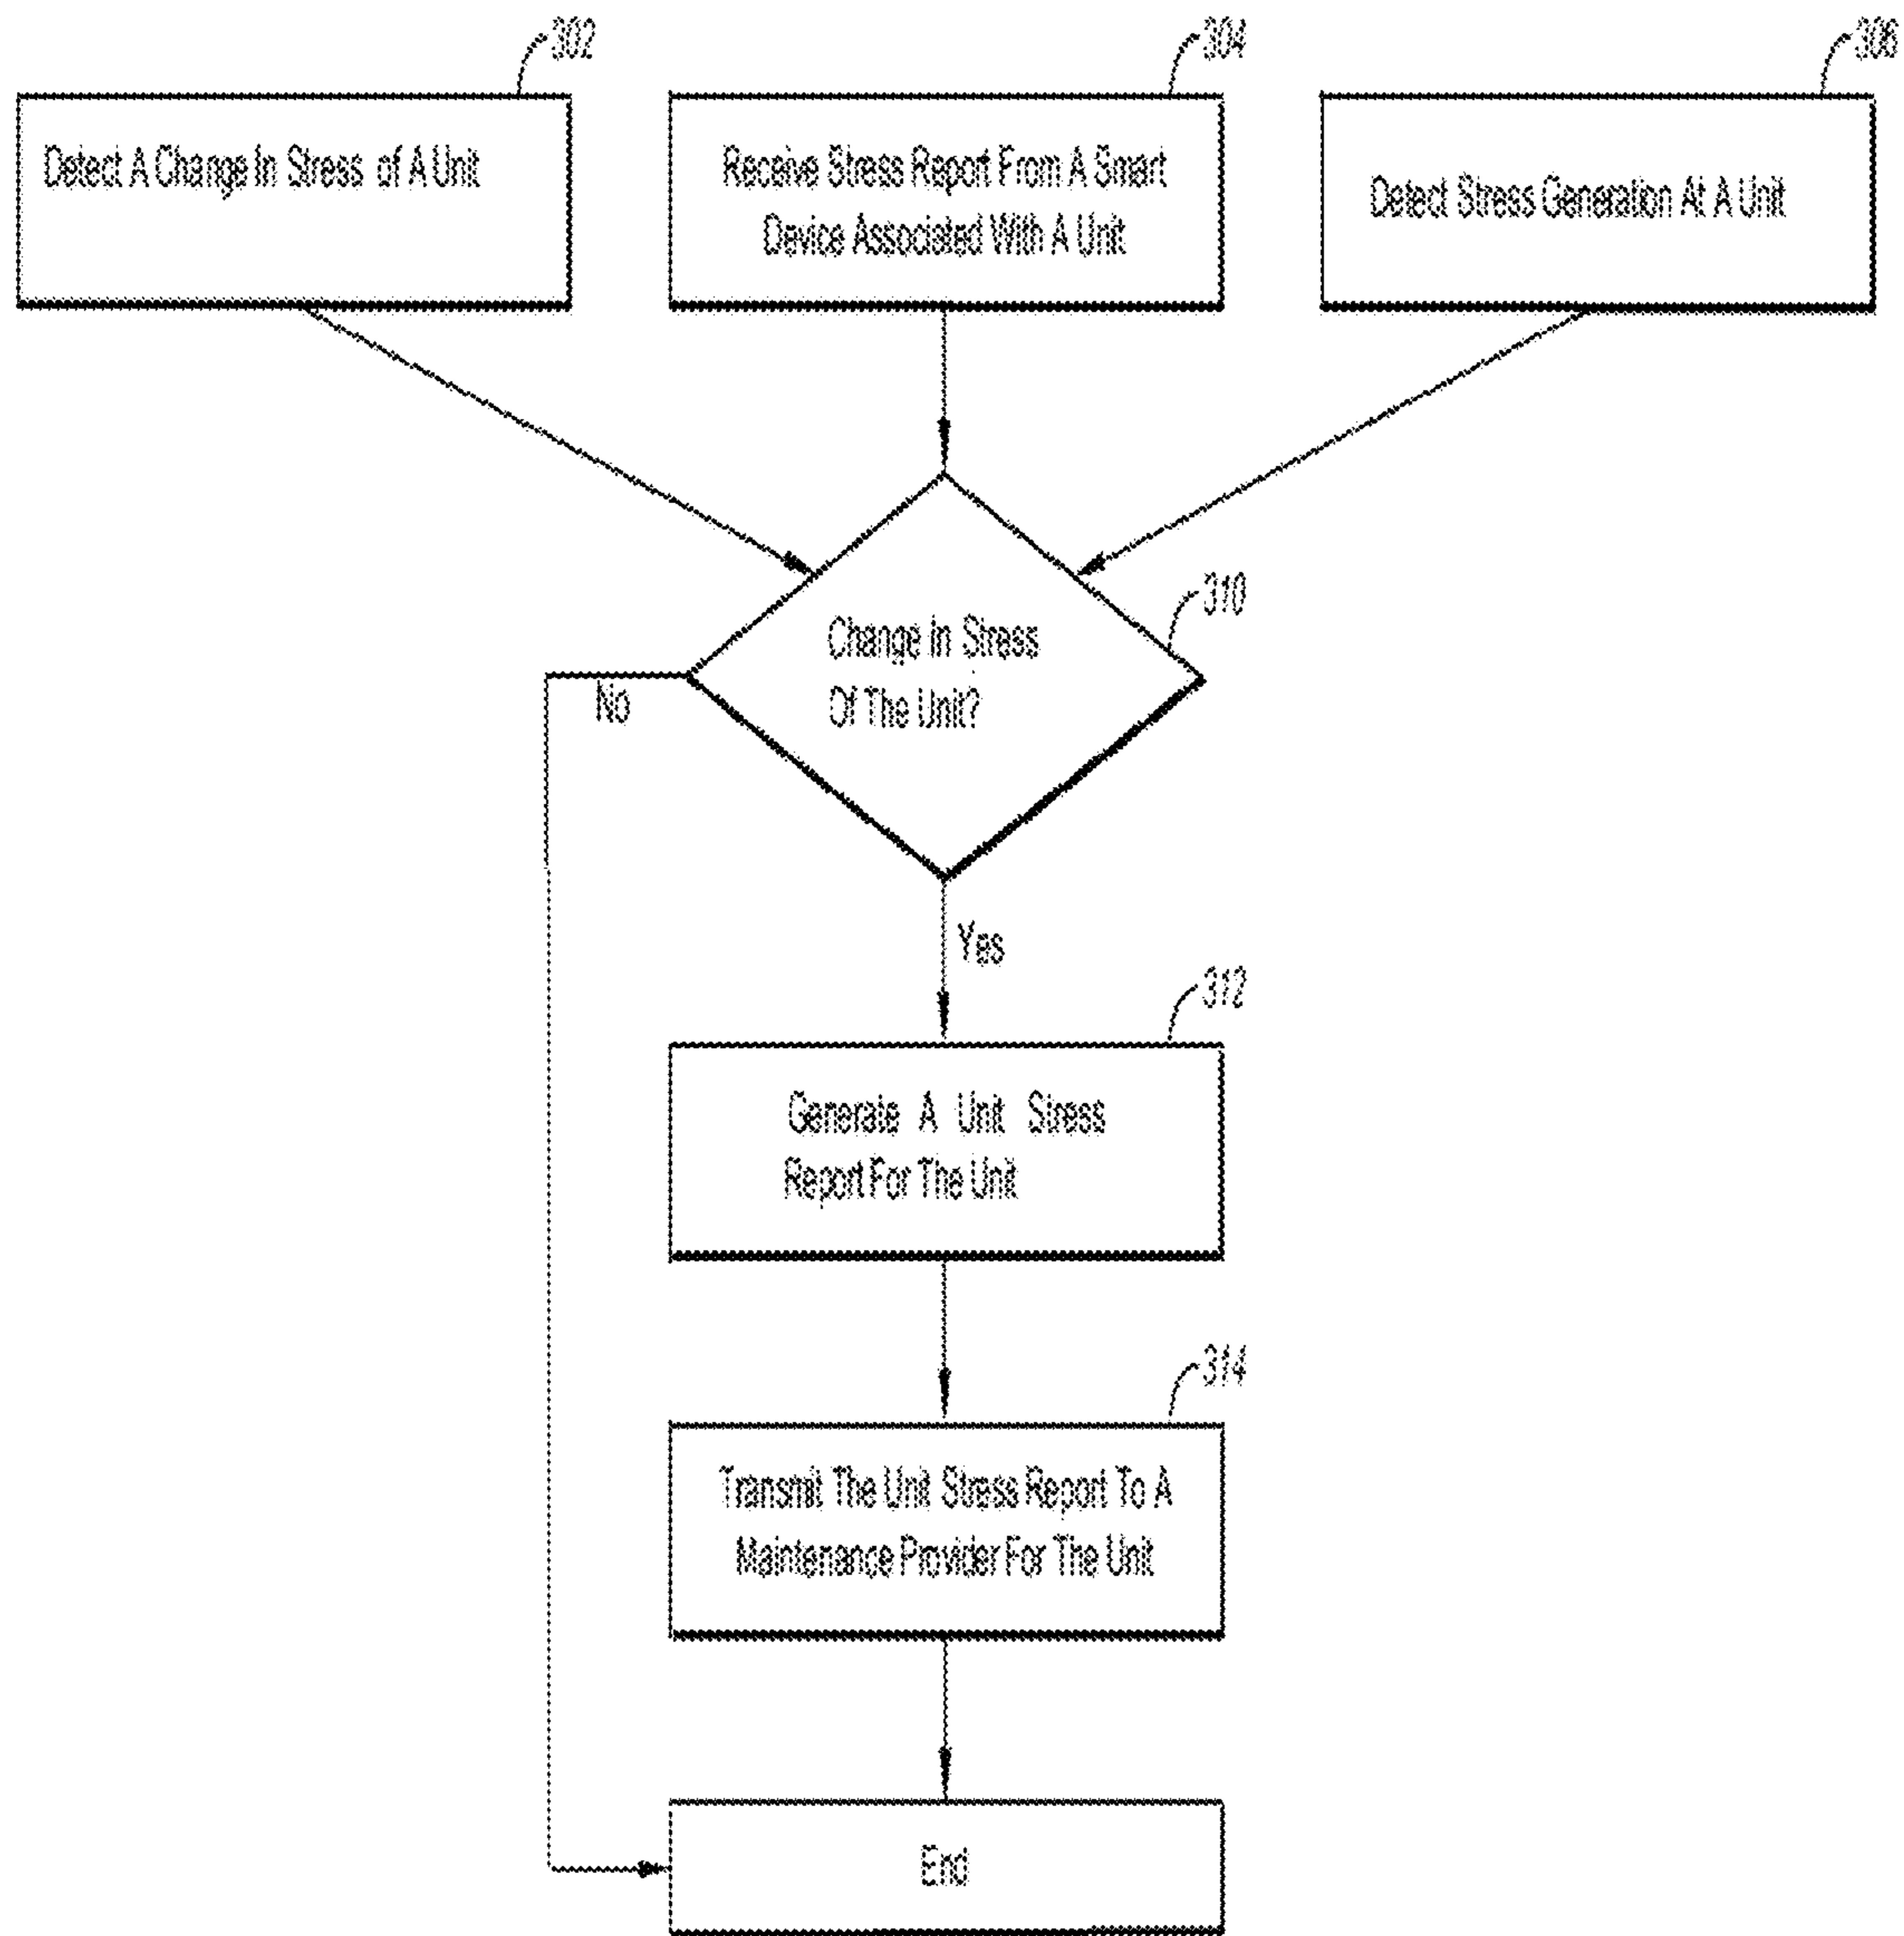 302
304
306
Detect A Change In Stress of A Unit
Receive Stress Report From A Smart
Device Associated With A Unit
Detect Stress Generation At A Unit
310
Change in Stress
Of The Unit?
No
Yes
312
Generate A Unit Stress
Report For The Unit
314
Transmit The Unit Stress Report To A
Maintenance Provider For The Unit
End